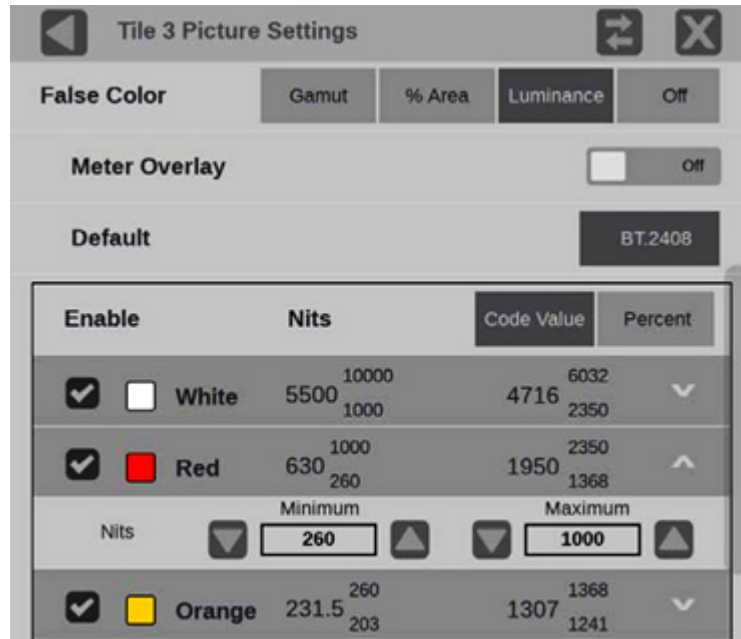 Tile 3 Picture Settings
False Color Gamut % Area Luminance Off
Meter Overlay Off
Default BT.2408
Enable Nits Code Value Percent
White 5500 10000 1000 4716 6032 2350
Red 630 1000 260 1950 2350 1368
Minimum Maximum
Nits 260 1000
Orange 231.5 260 203 1307 1368 1241